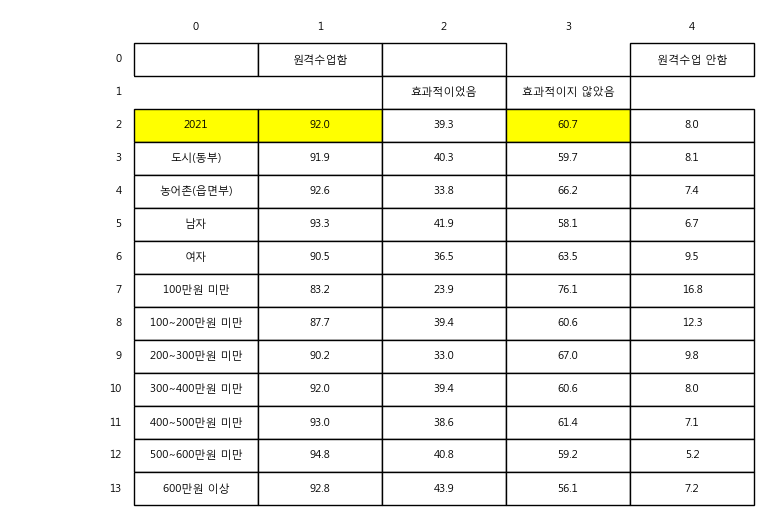 0 1 2 3 4
0 원격수업함 원격수업 안함
1 효과적이었음 효과적이지 않았음
2 2021 92.0 39.3 60.7 8.0
3 도시(동부) 91.9 40.3 59.7 8.1
4 농어촌(읍면부) 92.6 33.8 66.2 7.4
5 남자 93.3 41.9 58.1 6.7
6 여자 90.5 36.5 63.5 9.5
7 100만원 미만 83.2 23.9 76.1 16.8
8 100~200만원 미만 87.7 39.4 60.6 12.3
9 200~300만원 미만 90.2 33.0 67.0 9.8
10 300~400만원 미만 92.0 39.4 60.6 8.0
11 400~500만원 미만 93.0 38.6 61.4 7.1
12 500~600만원 미만 94.8 40.8 59.2 5.2
13 600만원 이상 92.8 43.9 56.1 7.2